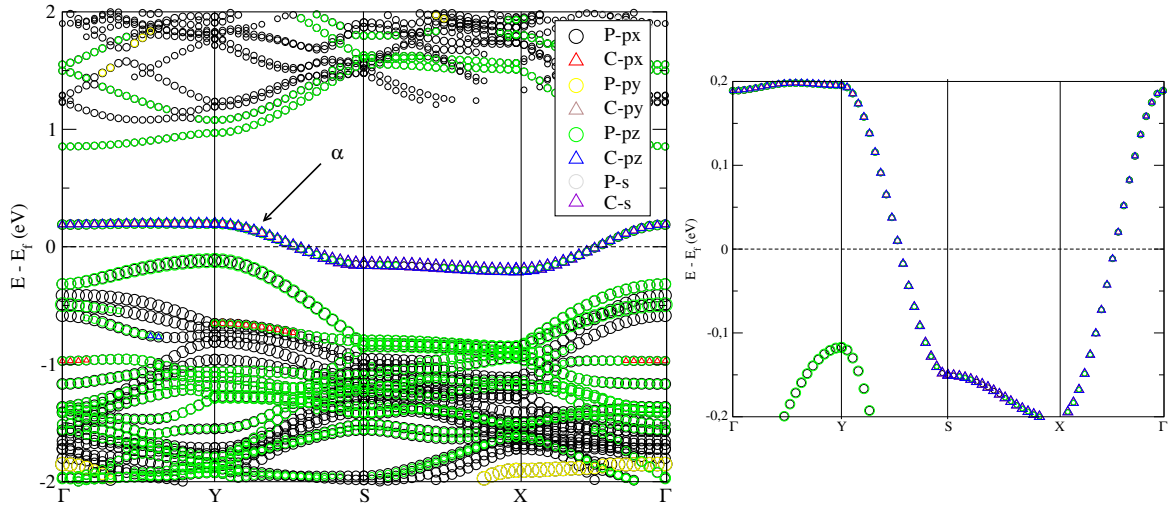 2
1
0
-1
-2
E - E_f (eV)
α
P-px
C-px
P-py
C-py
P-pz
C-pz
P-s
C-s
Γ Y S X Γ
0,2
0,1
0
-0,1
-0,2
E - E_f (eV)
Γ Y S X Γ